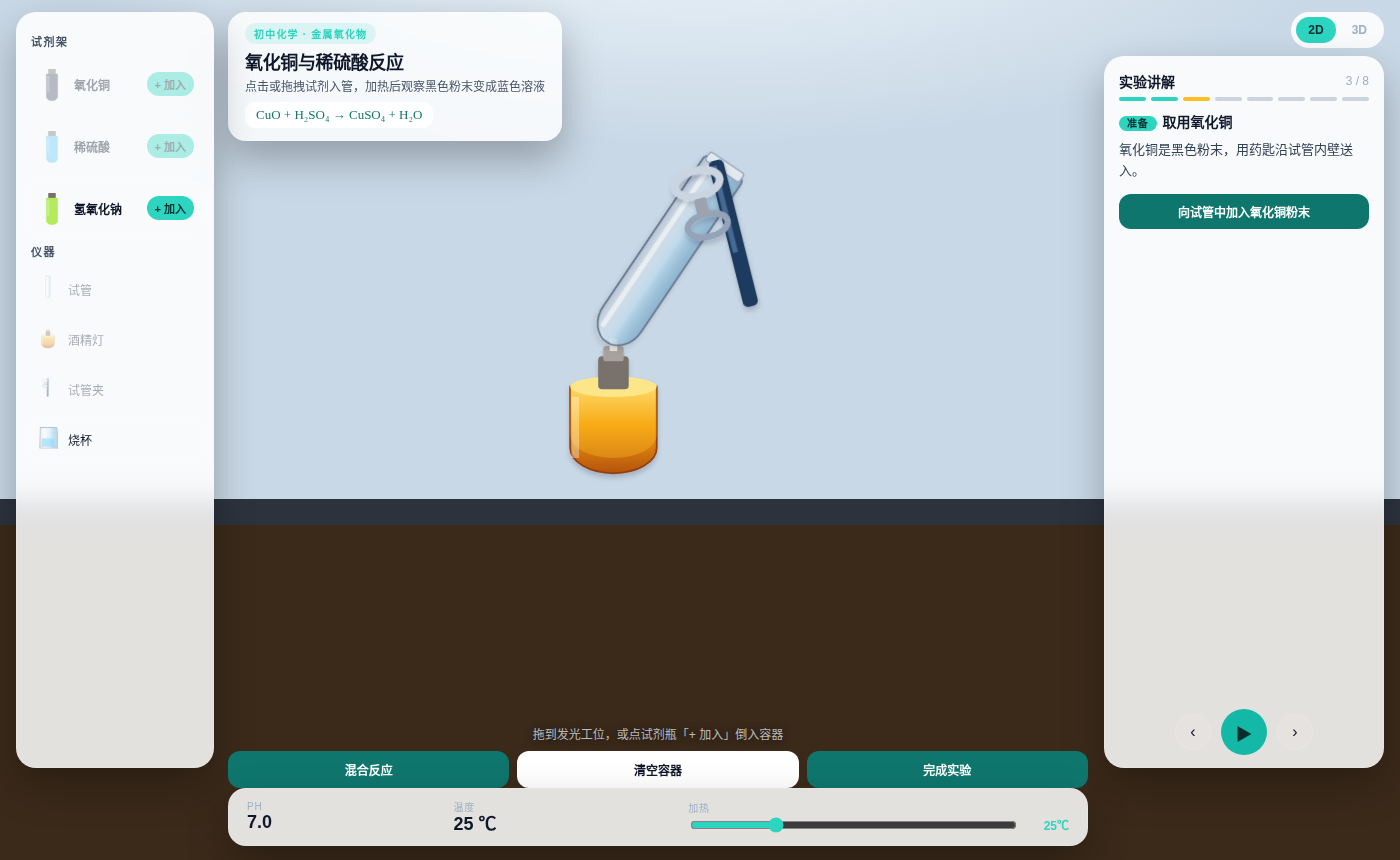 试剂架
氧化铜
+ 加入
稀硫酸
+ 加入
氢氧化钠
+ 加入
仪器
试管
酒精灯
试管夹
烧杯
初中化学 · 金属氧化物
氧化铜与稀硫酸反应
点击或拖拽试剂入管，加热后观察黑色粉末变成蓝色溶液
CuO + H₂SO₄ → CuSO₄ + H₂O
2D 3D
实验讲解 3 / 8
准备 取用氧化铜
氧化铜是黑色粉末，用药匙沿试管内壁送
入。
向试管中加入氧化铜粉末
‹ ›
拖到发光工位，或点试剂瓶「+ 加入」倒入容器
混合反应 清空容器 完成实验
PH 温度 加热
7.0 25 ℃ 25℃